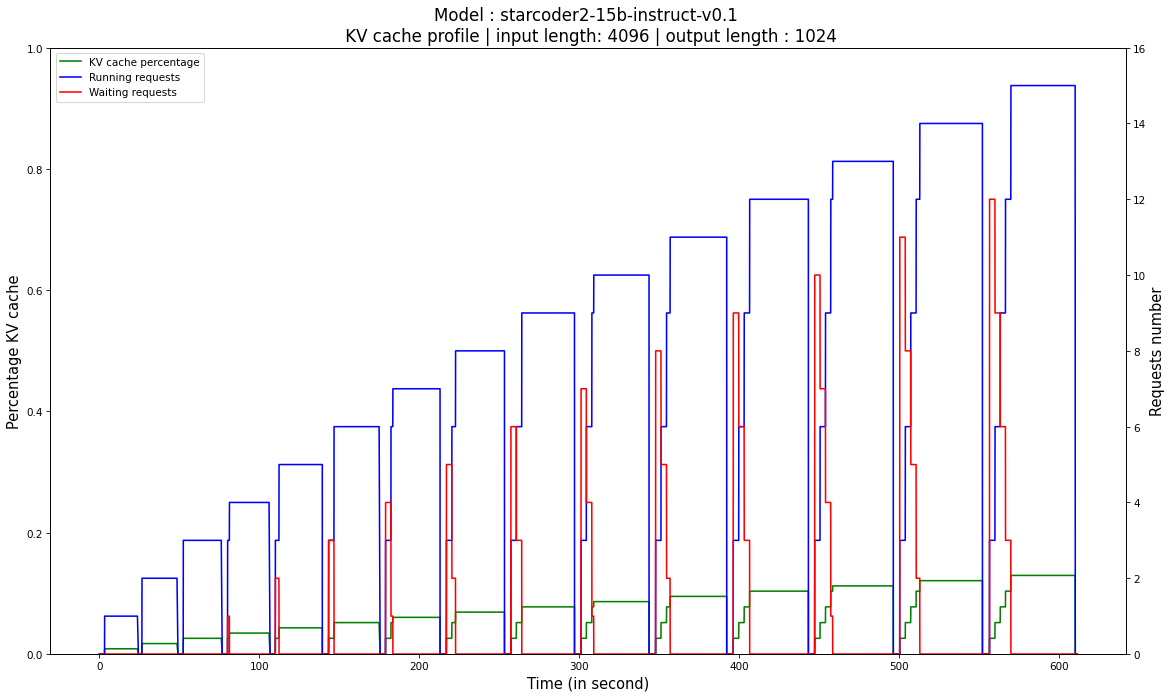 Model : starcoder2-15b-instruct-v0.1
KV cache profile | input length: 4096 | output length : 1024
KV cache percentage
Running requests
Waiting requests
Percentage KV cache
1.0
0.8
0.6
0.4
0.2
0.0
16
14
12
10
8
6
4
2
0
Requests number
0 100 200 300 400 500 600
Time (in second)